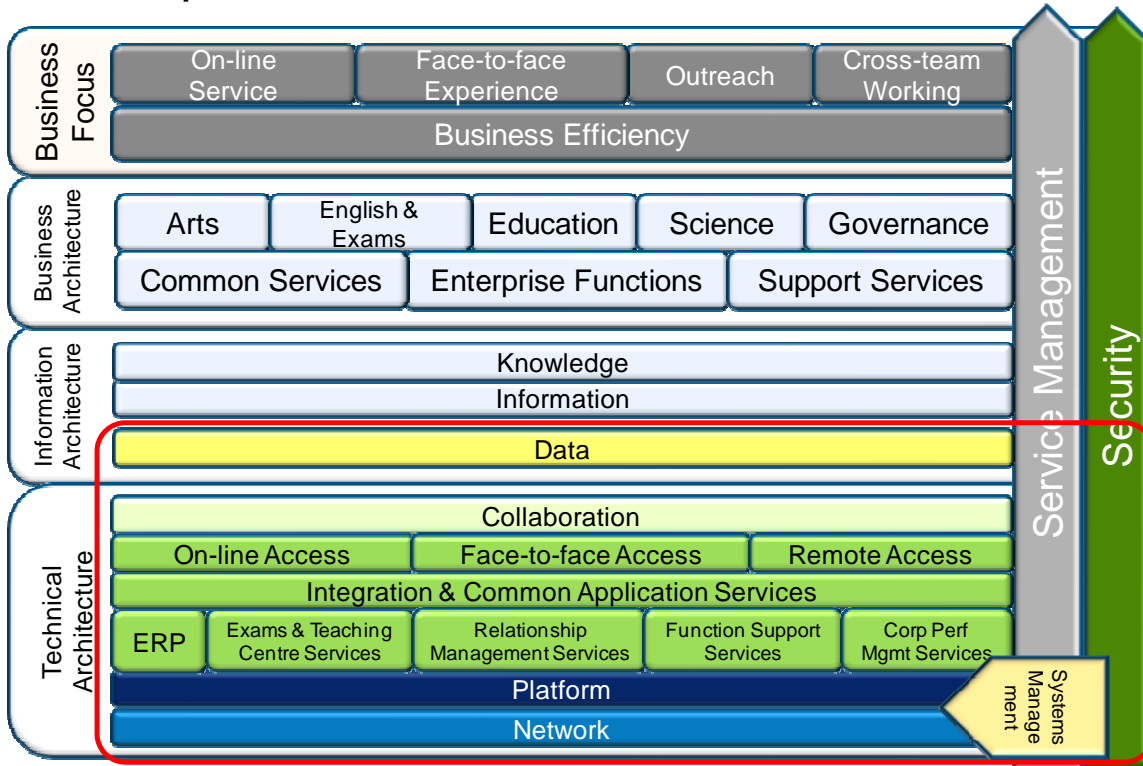 Business
Focus
On-line
Service
Face-to-face
Experience
Outreach
Cross-team
Working
Business Efficiency
Business
Architecture
Arts
English &
Exams
Education
Science
Governance
Common Services
Enterprise Functions
Support Services
Information
Architecture
Knowledge
Information
Data
Technical
Architecture
Collaboration
On-line Access
Face-to-face Access
Remote Access
Integration & Common Application Services
ERP
Exams & Teaching
Centre Services
Relationship
Management Services
Function Support
Services
Corp Perf
Mgmt Services
Platform
Network
Systems
Manage
ment
Service Management
Security